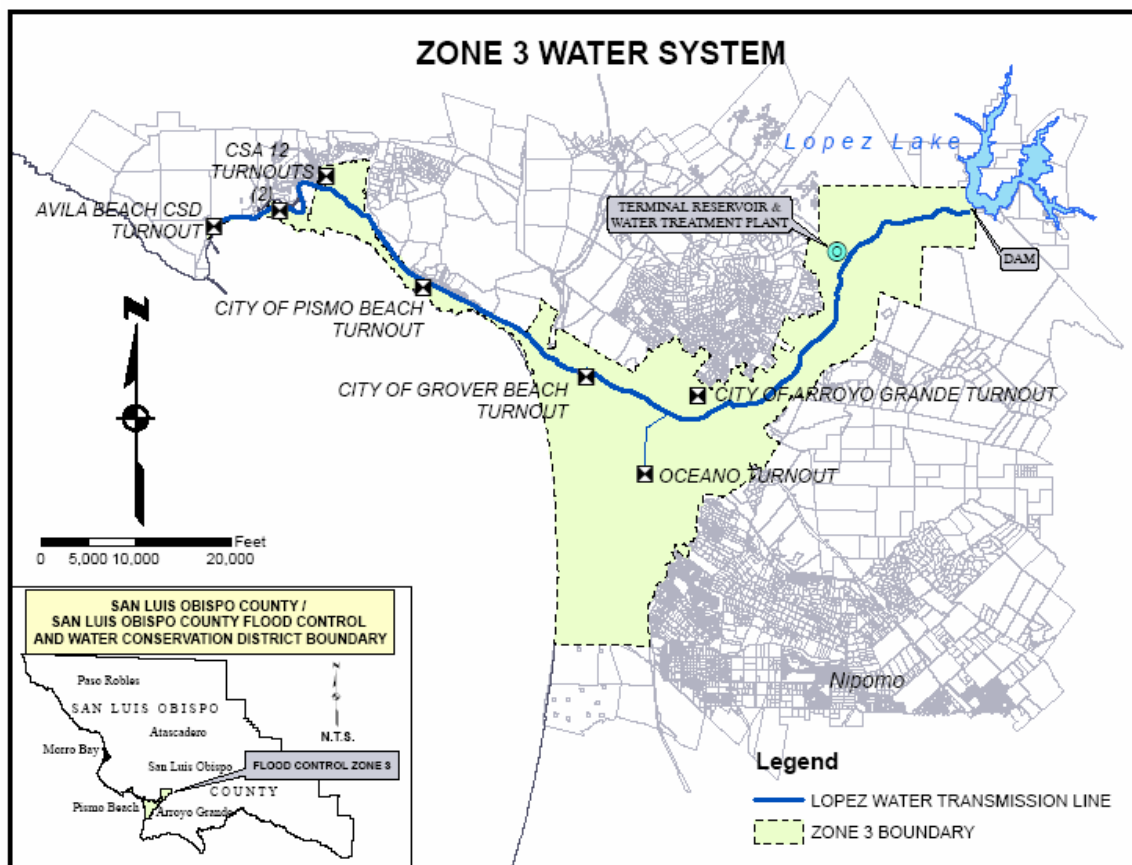 ZONE 3 WATER SYSTEM
Lopez Lake
CSA 12
TURNOUTS
(2)
AVILA BEACH CSD
TURNOUT
TERMINAL RESERVOIR &
WATER TREATMENT PLANT
DAM
CITY OF PISMO BEACH
TURNOUT
N
CITY OF GROVER BEACH
TURNOUT
CITY OF ARROYO GRANDE TURNOUT
OCEANO TURNOUT
Feet
0 5,000 10,000 20,000
SAN LUIS OBISPO COUNTY /
SAN LUIS OBISPO COUNTY FLOOD CONTROL
AND WATER CONSERVATION DISTRICT BOUNDARY
Paso Robles
N
SAN LUIS OBISPO
Atascadero
N.T.S.
Morro Bay
San Luis Obispo
FLOOD CONTROL ZONE 3
COUNTY
Pismo Beach
Arroyo Grande
Nipomo
Legend
LOPEZ WATER TRANSMISSION LINE
ZONE 3 BOUNDARY